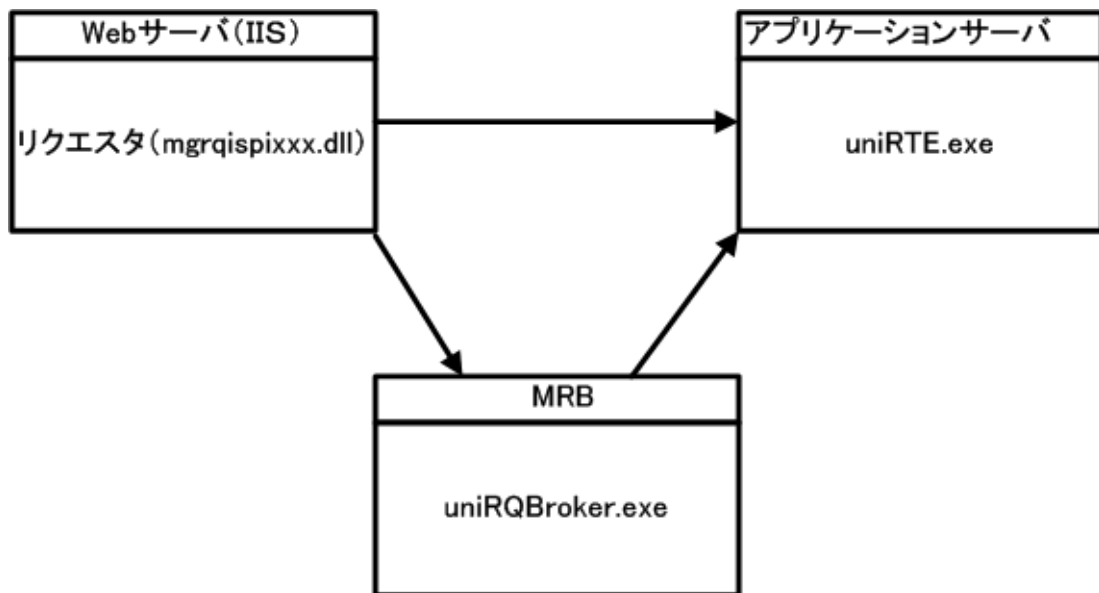 Webサーバ(IIS)
リクエスタ(mgrqispixxx.dll)
アプリケーションサーバ
uniRTE.exe
MRB
uniRQBroker.exe